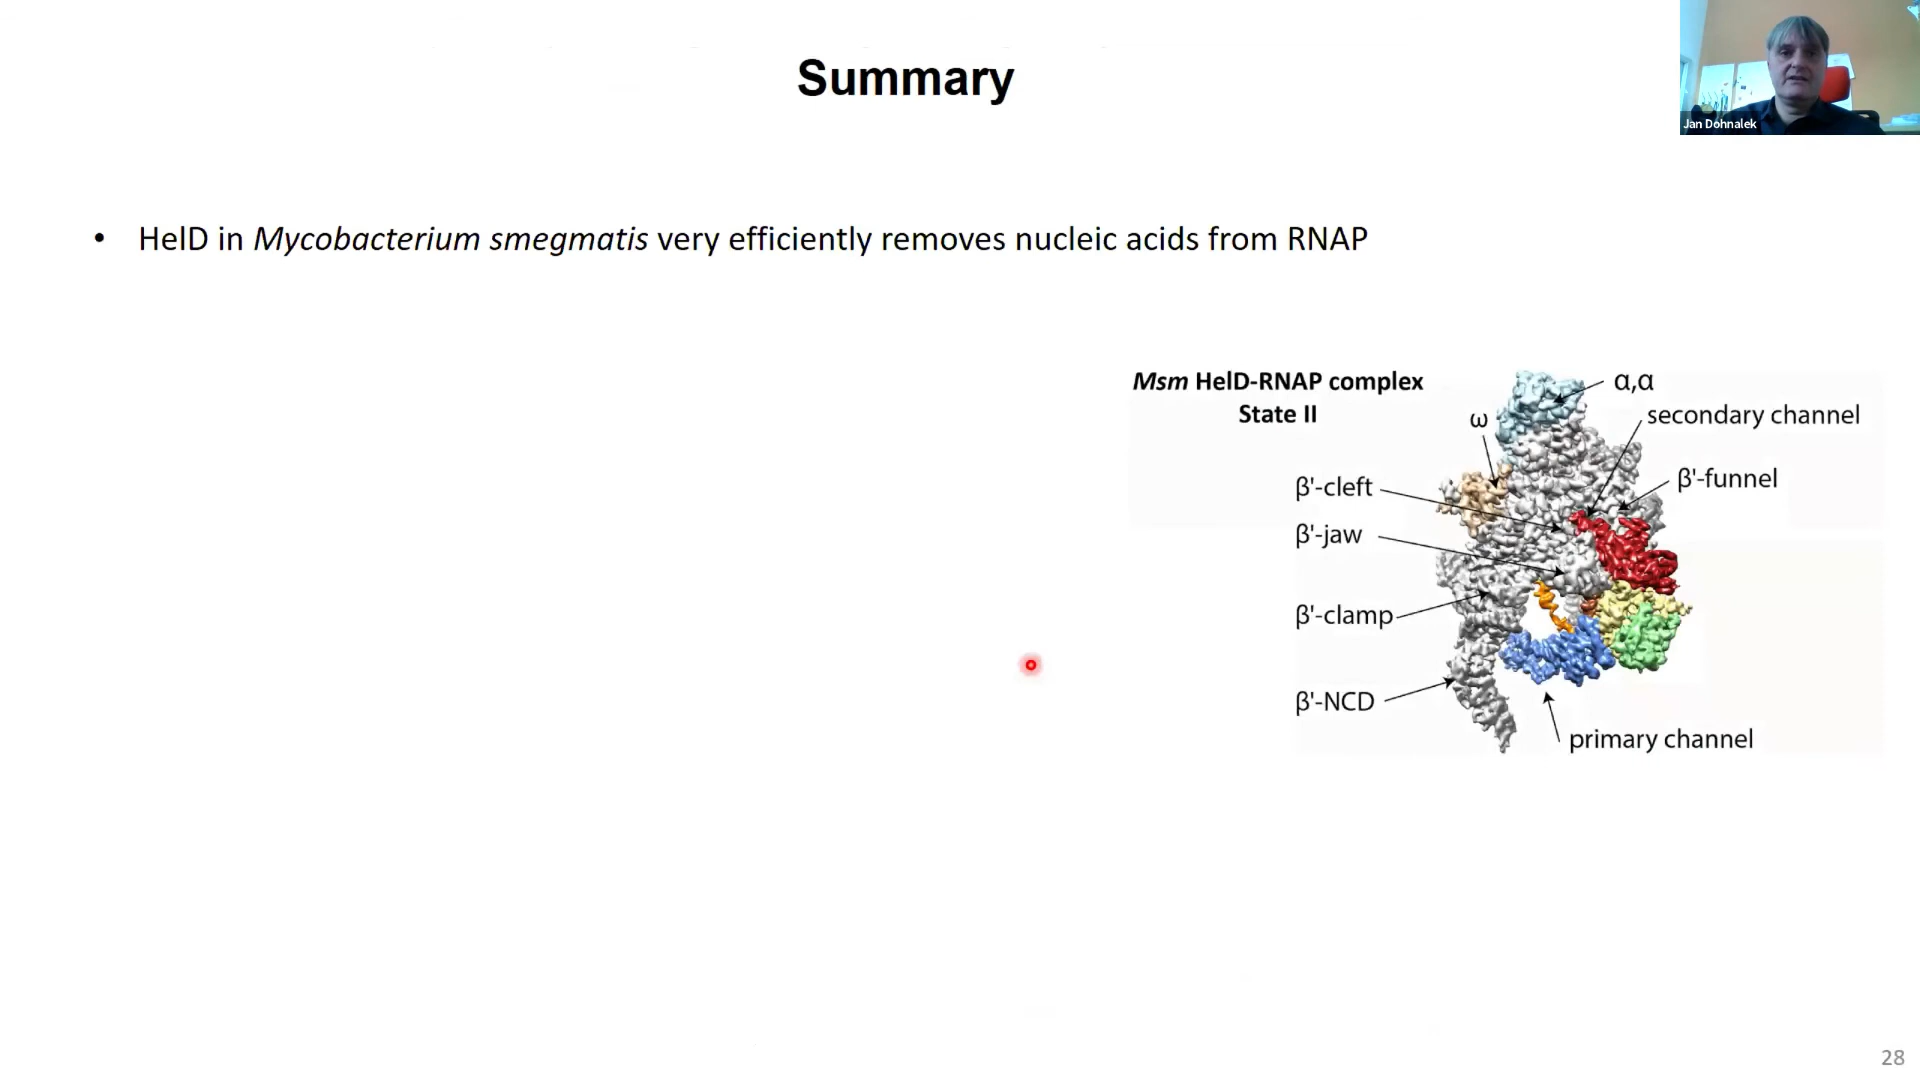 Summary
Jan Dohnalek
• HelD in Mycobacterium smegmatis very efficiently removes nucleic acids from RNAP
Msm HelD-RNAP complex
State II
α,α
ω
secondary channel
β'-cleft
β'-funnel
β'-jaw
β'-clamp
β'-NCD
primary channel
28